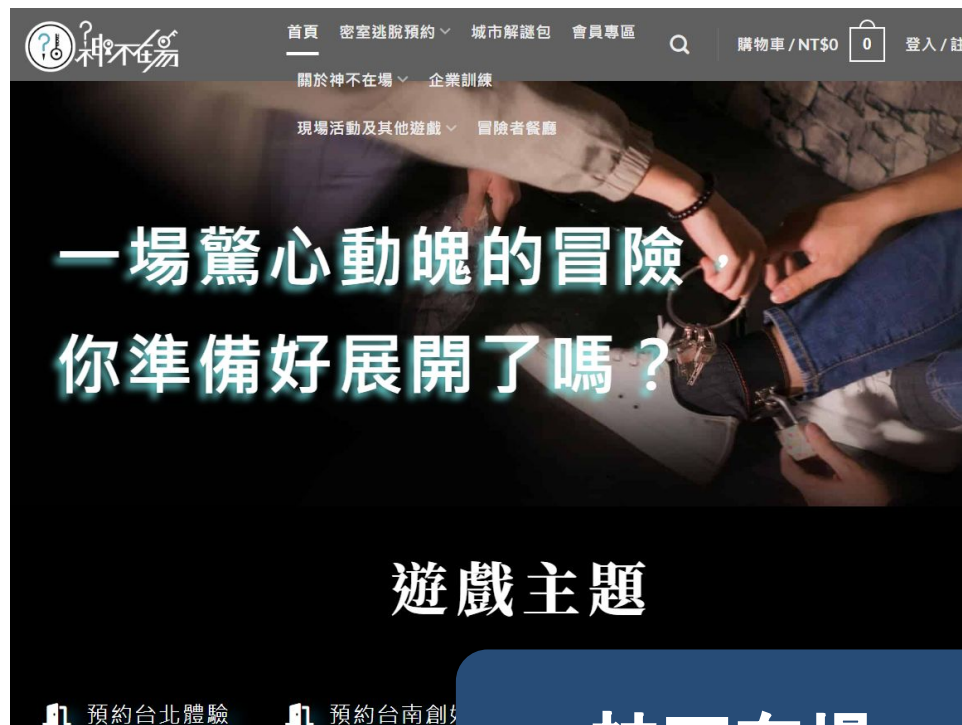 神不在場
首頁 密室逃脫預約 城市解謎包 會員專區
購物車 / NT$0 0 登入 / 註
關於神不在場 企業訓練
現場活動及其他遊戲 冒險者餐廳
一場驚心動魄的冒險，
你準備好展開了嗎？
遊戲主題
預約台北體驗 預約台南創